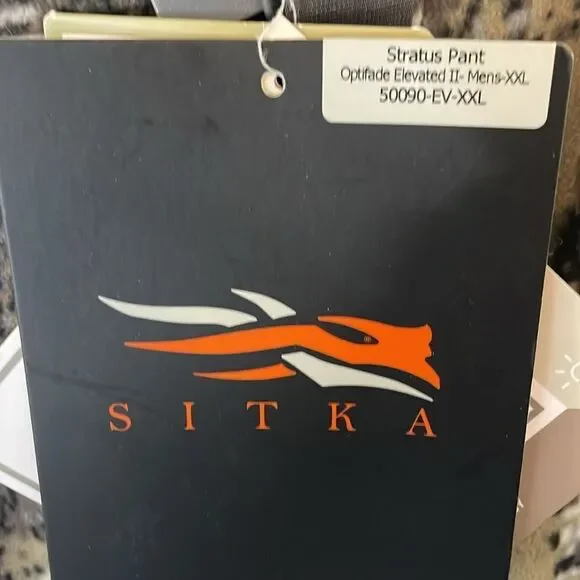 Stratus Pant
Optifade Elevated II- Mens-XXL
50090-EV-XXL
®
SITKA